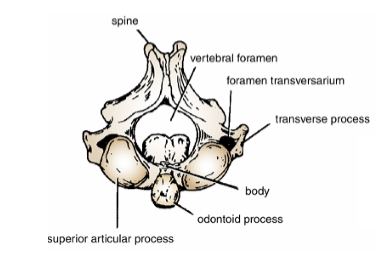 spine
vertebral foramen
foramen transversarium
transverse process
body
odontoid process
superior articular process